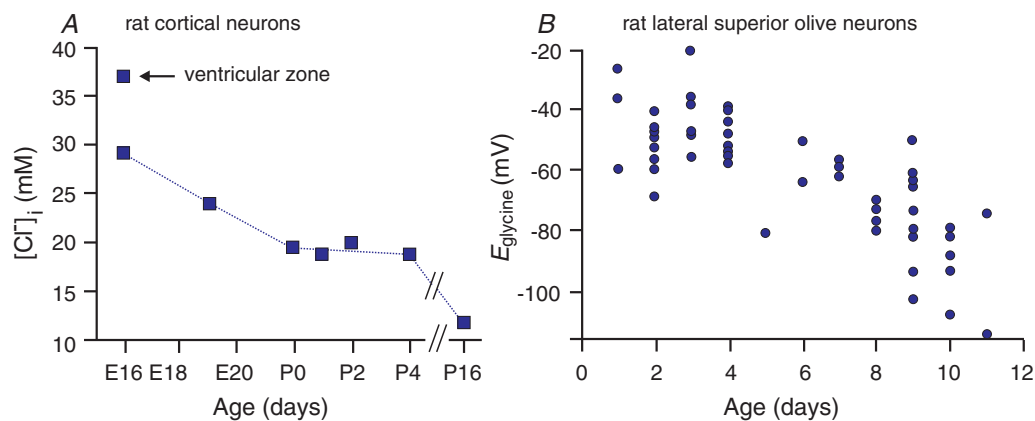 A rat cortical neurons
40
35
30
25
20
15
10
[Cl⁻]ᵢ (mM)
ventricular zone
E16 E18 E20 P0 P2 P4 P16
Age (days)
B rat lateral superior olive neurons
-20
-40
-60
-80
-100
E_glycine (mV)
0 2 4 6 8 10 12
Age (days)